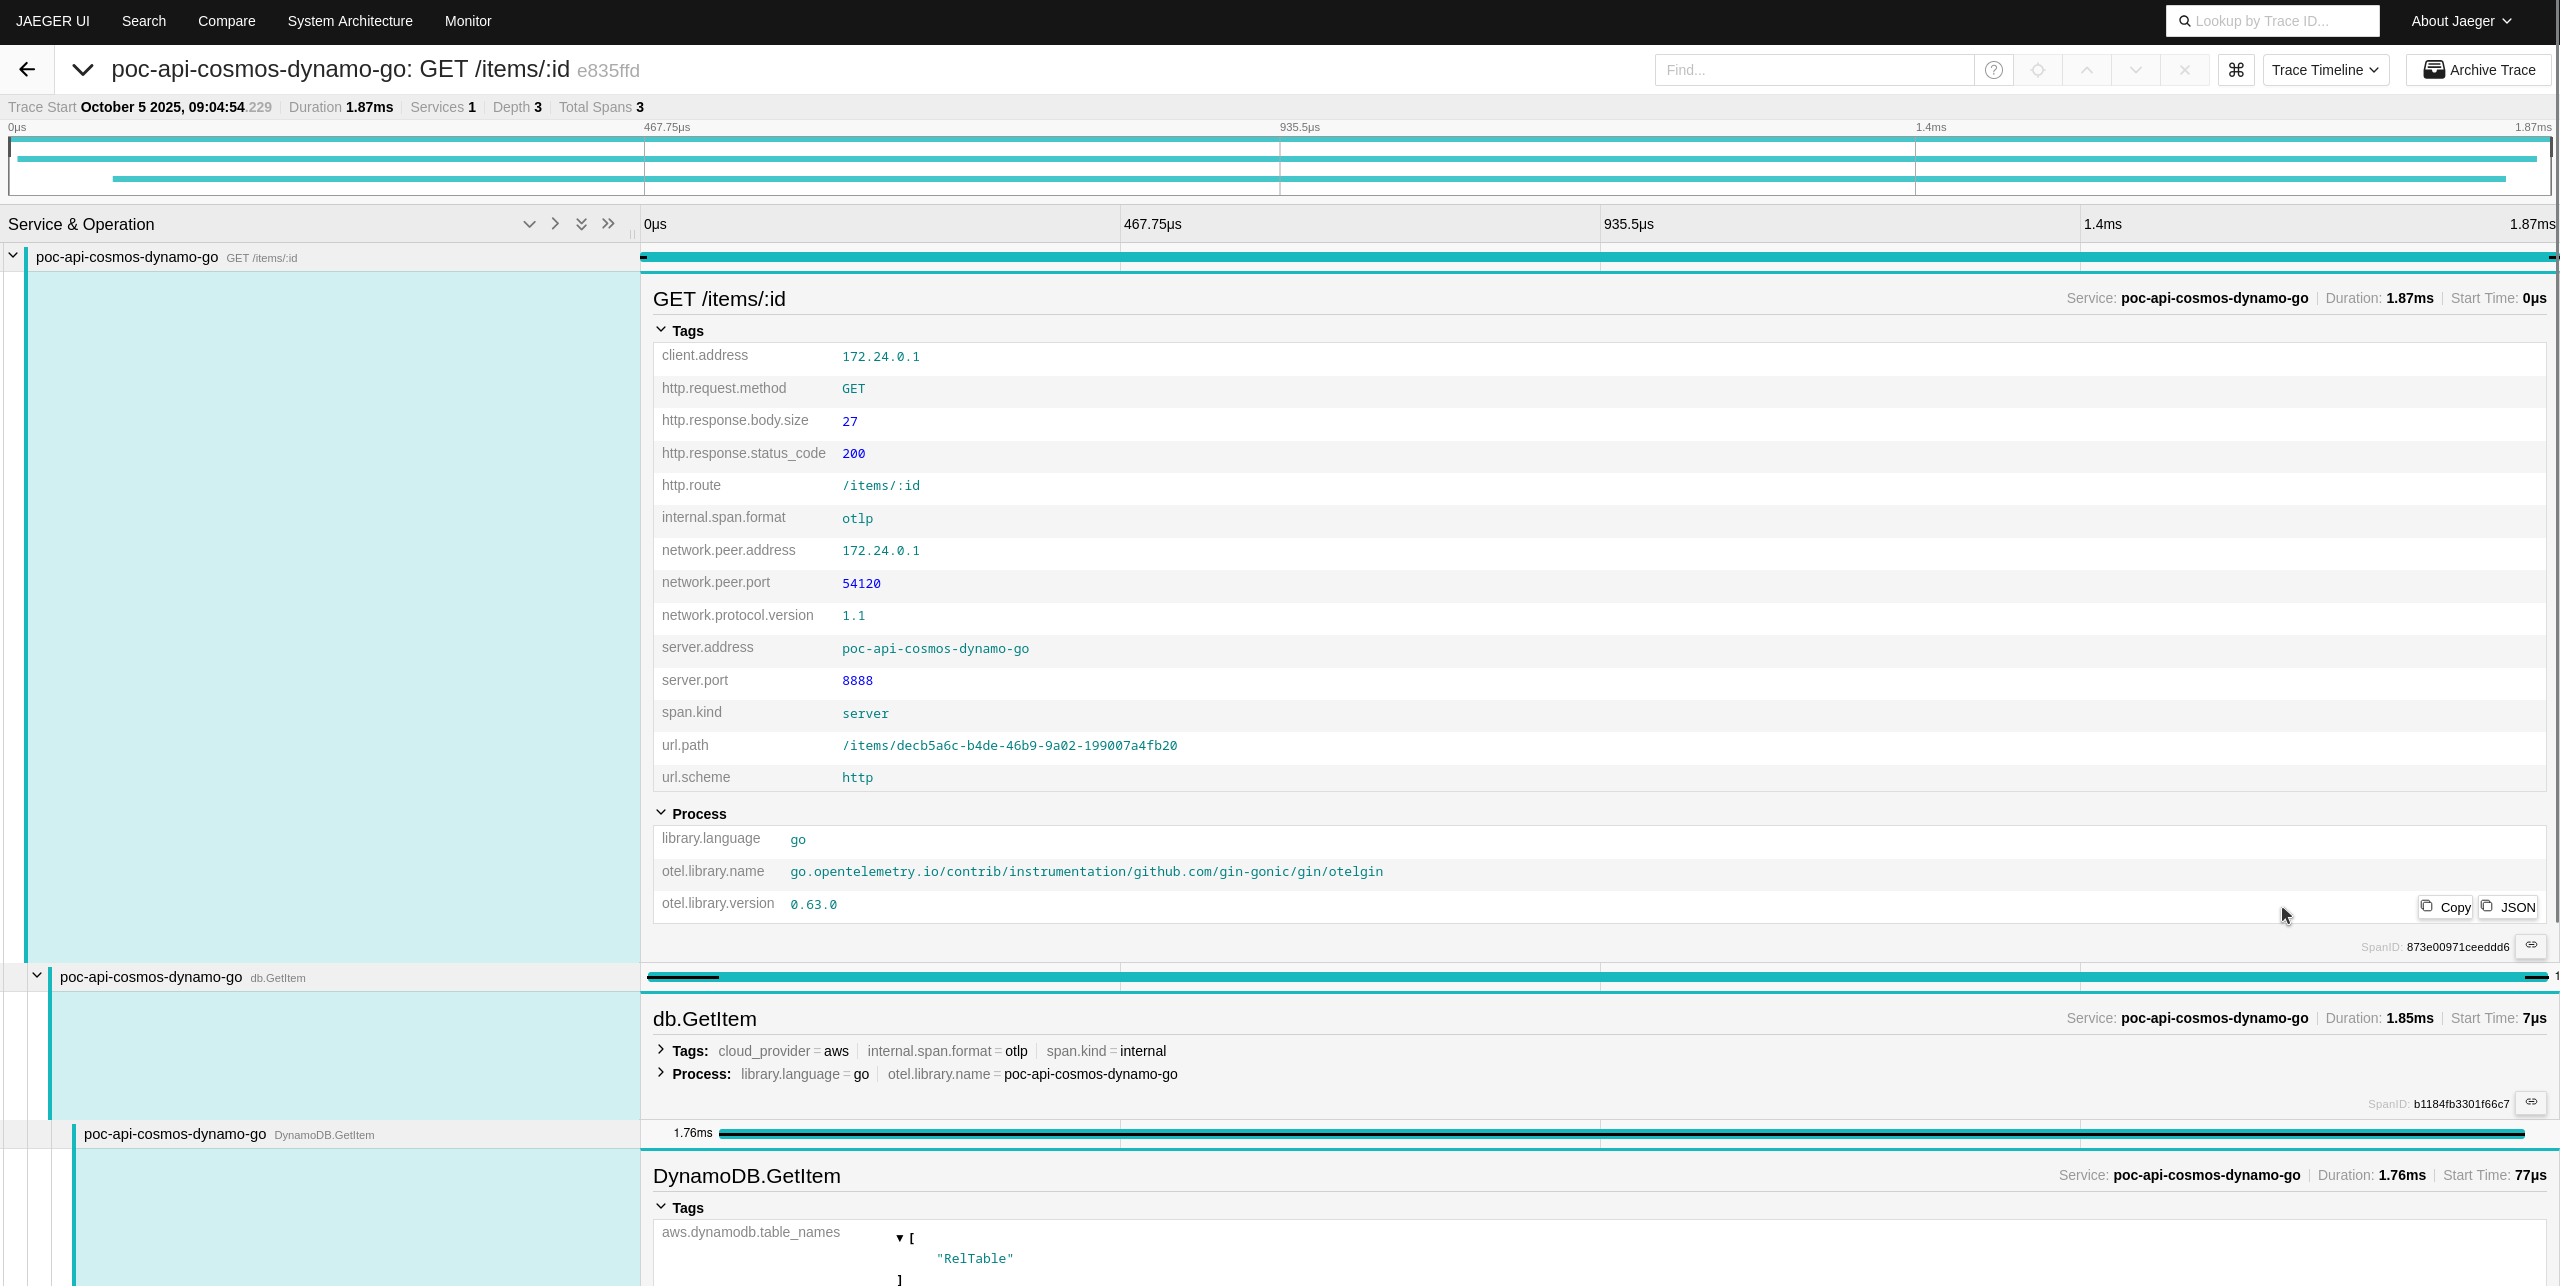 JAEGER UI Search Compare System Architecture Monitor Lookup by Trace ID... About Jaeger
poc-api-cosmos-dynamo-go: GET /items/:id e835ffd Find... ? ⌘ Trace Timeline Archive Trace
Trace Start October 5 2025, 09:04:54.229 Duration 1.87ms Services 1 Depth 3 Total Spans 3
0μs 467.75μs 935.5μs 1.4ms 1.87ms
Service & Operation 0μs 467.75μs 935.5μs 1.4ms 1.87ms
poc-api-cosmos-dynamo-go GET /items/:id
GET /items/:id Service: poc-api-cosmos-dynamo-go Duration: 1.87ms Start Time: 0μs
Tags
client.address 172.24.0.1
http.request.method GET
http.response.body.size 27
http.response.status_code 200
http.route /items/:id
internal.span.format otlp
network.peer.address 172.24.0.1
network.peer.port 54120
network.protocol.version 1.1
server.address poc-api-cosmos-dynamo-go
server.port 8888
span.kind server
url.path /items/decb5a6c-b4de-46b9-9a02-199007a4fb20
url.scheme http
Process
library.language go
otel.library.name go.opentelemetry.io/contrib/instrumentation/github.com/gin-gonic/gin/otelgin
otel.library.version 0.63.0 Copy JSON
SpanID: 873e00971ceeddd6
poc-api-cosmos-dynamo-go db.GetItem 1
db.GetItem Service: poc-api-cosmos-dynamo-go Duration: 1.85ms Start Time: 7μs
Tags: cloud_provider = aws internal.span.format = otlp span.kind = internal
Process: library.language = go otel.library.name = poc-api-cosmos-dynamo-go
SpanID: b1184fb3301f66c7
poc-api-cosmos-dynamo-go DynamoDB.GetItem 1.76ms
DynamoDB.GetItem Service: poc-api-cosmos-dynamo-go Duration: 1.76ms Start Time: 77μs
Tags
aws.dynamodb.table_names [
"RelTable"
]